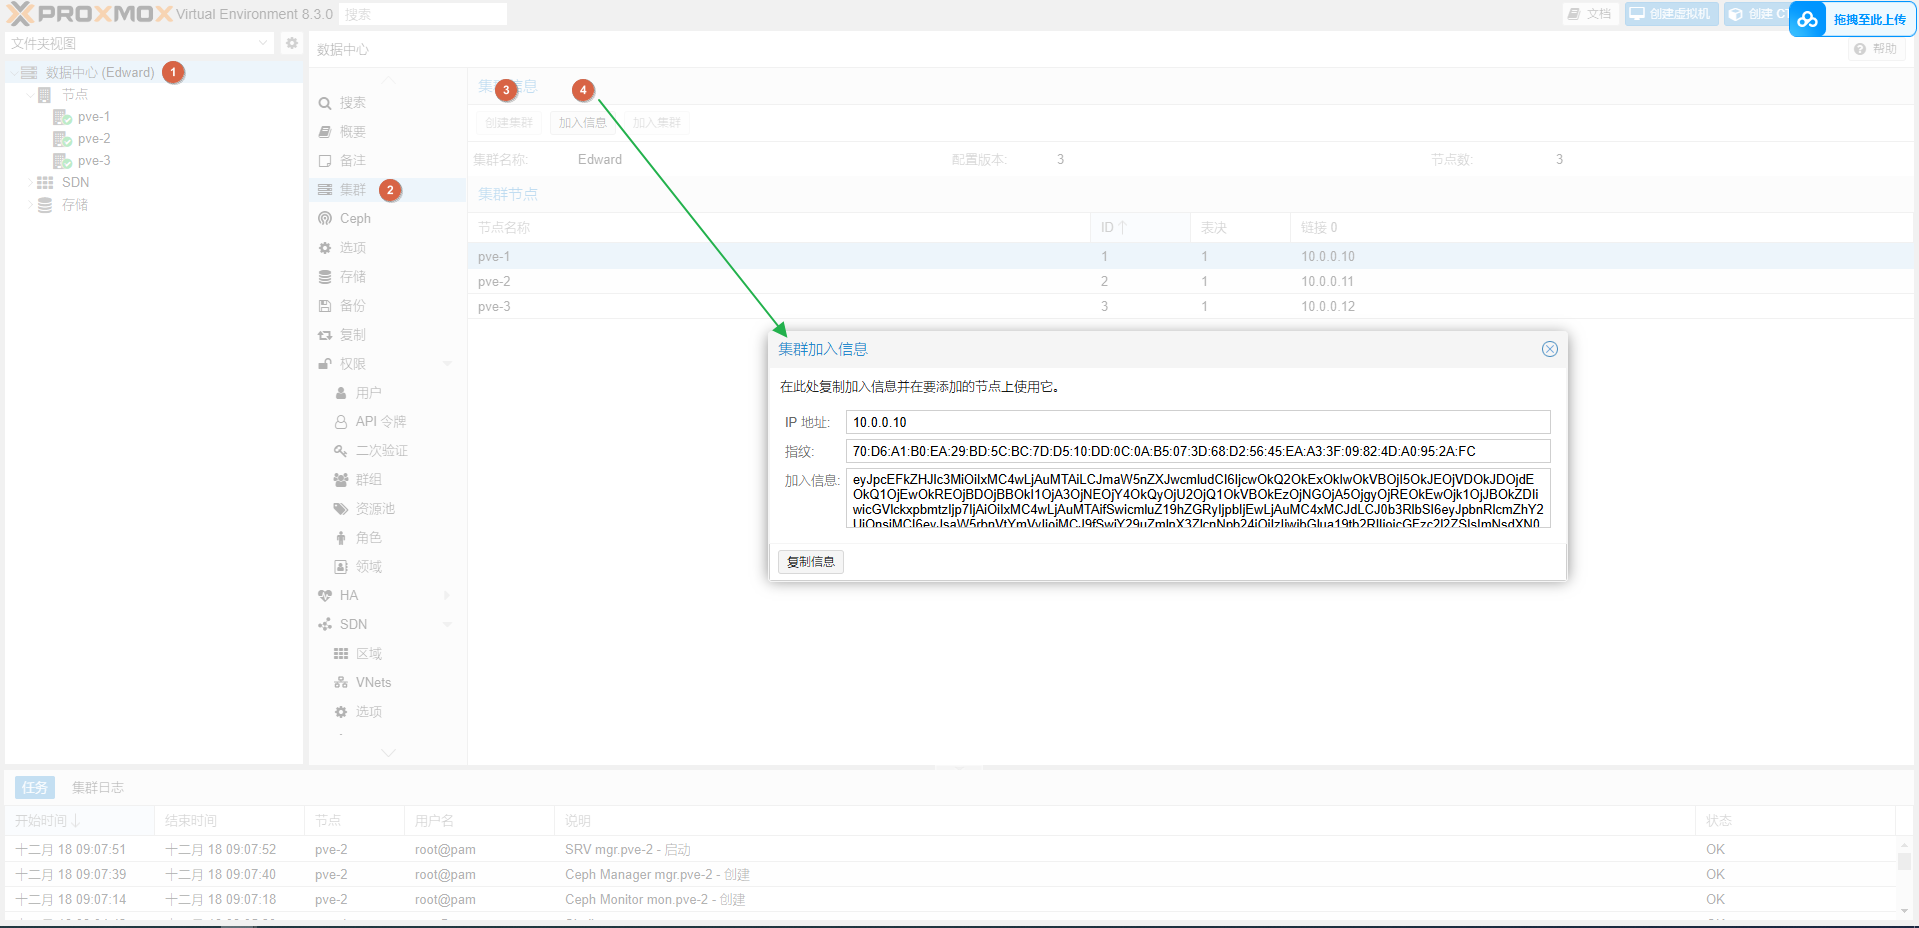 PROXMOX Virtual Environment 8.3.0 搜索 文档 创建虚拟机 创建 CT 拖拽至此上传
文件夹视图
数据中心 帮助
数据中心 (Edward) 1
节点
pve-1
pve-2
pve-3
SDN
存储
搜索
概要
备注
集群 2
Ceph
选项
存储
备份
复制
权限
用户
API 令牌
二次验证
群组
资源池
角色
领域
HA
SDN
区域
VNets
选项
集群信息 3 4
创建集群 加入信息 加入集群
集群名称: Edward 配置版本: 3 节点数: 3
集群节点
节点名称 ID 表决 链接 0
pve-1 1 1 10.0.0.10
pve-2 2 1 10.0.0.11
pve-3 3 1 10.0.0.12
集群加入信息
在此处复制加入信息并在要添加的节点上使用它。
IP 地址: 10.0.0.10
指纹: 70:D6:A1:B0:EA:29:BD:5C:BC:7D:D5:10:DD:0C:0A:B5:07:3D:68:D2:56:45:EA:A3:3F:09:82:4D:A0:95:2A:FC
加入信息:
复制信息
任务 集群日志
开始时间 结束时间 节点 用户名 说明 状态
十二月 18 09:07:51 十二月 18 09:07:52 pve-2 root@pam SRV mgr.pve-2 - 启动 OK
十二月 18 09:07:39 十二月 18 09:07:40 pve-2 root@pam Ceph Manager mgr.pve-2 - 创建 OK
十二月 18 09:07:14 十二月 18 09:07:18 pve-2 root@pam Ceph Monitor mon.pve-2 - 创建 OK